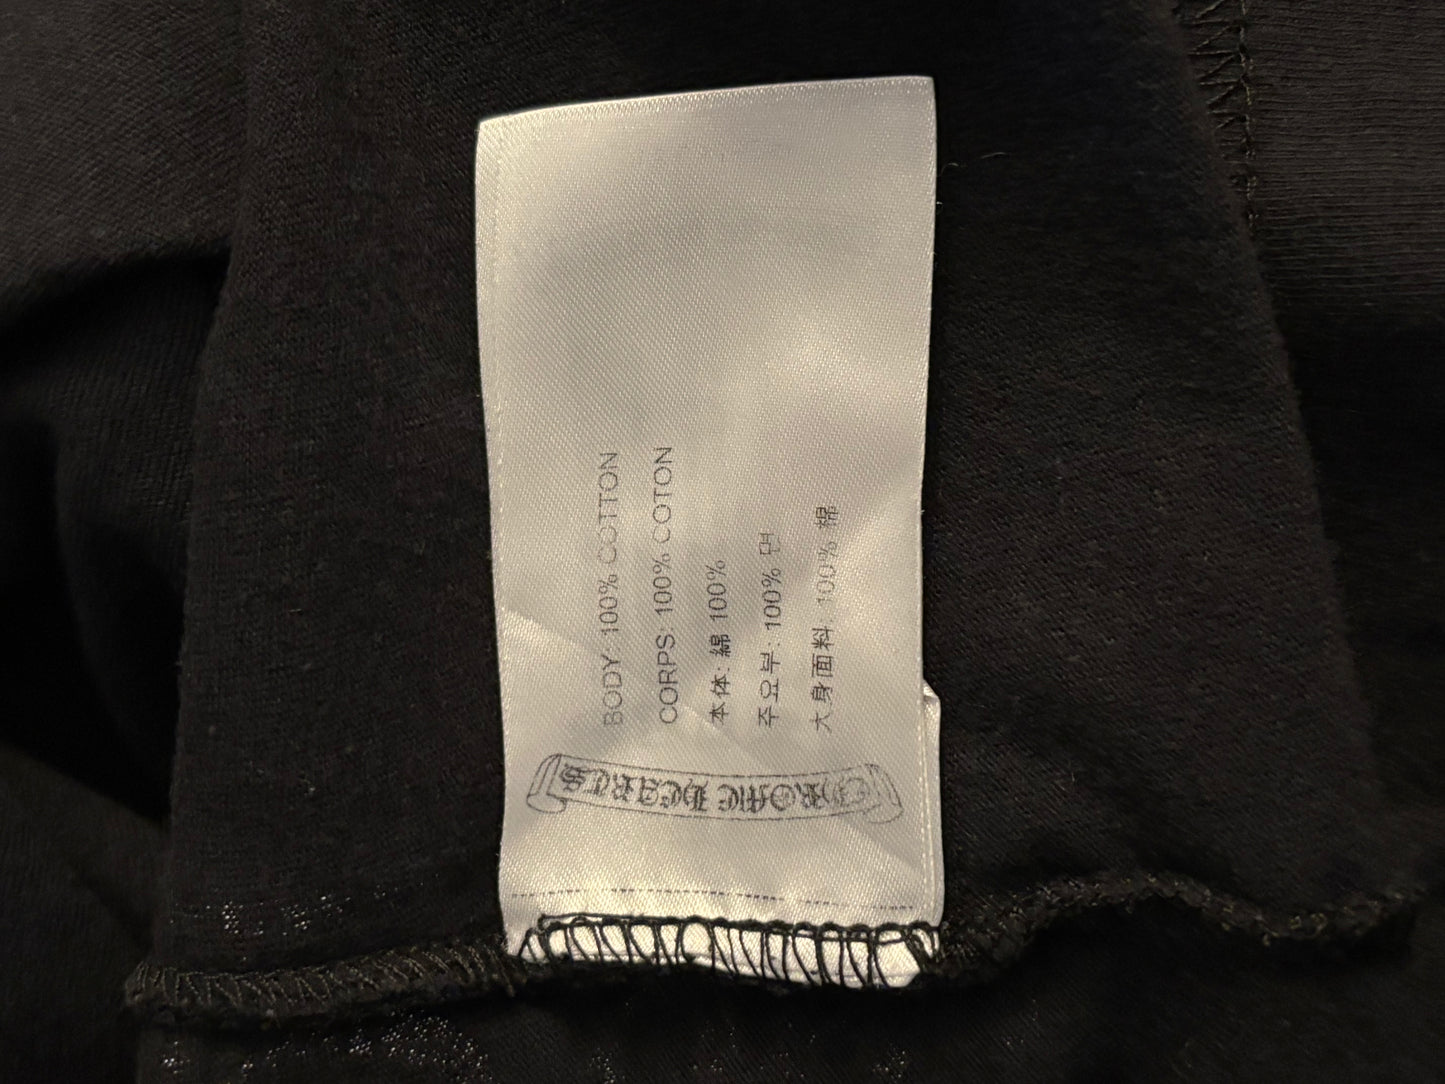 BODY: 100% COTTON
CORPS: 100% COTON
本体: 綿 100%
주요부: 100% 면
大身面料: 100% 棉
CHROME HEARTS